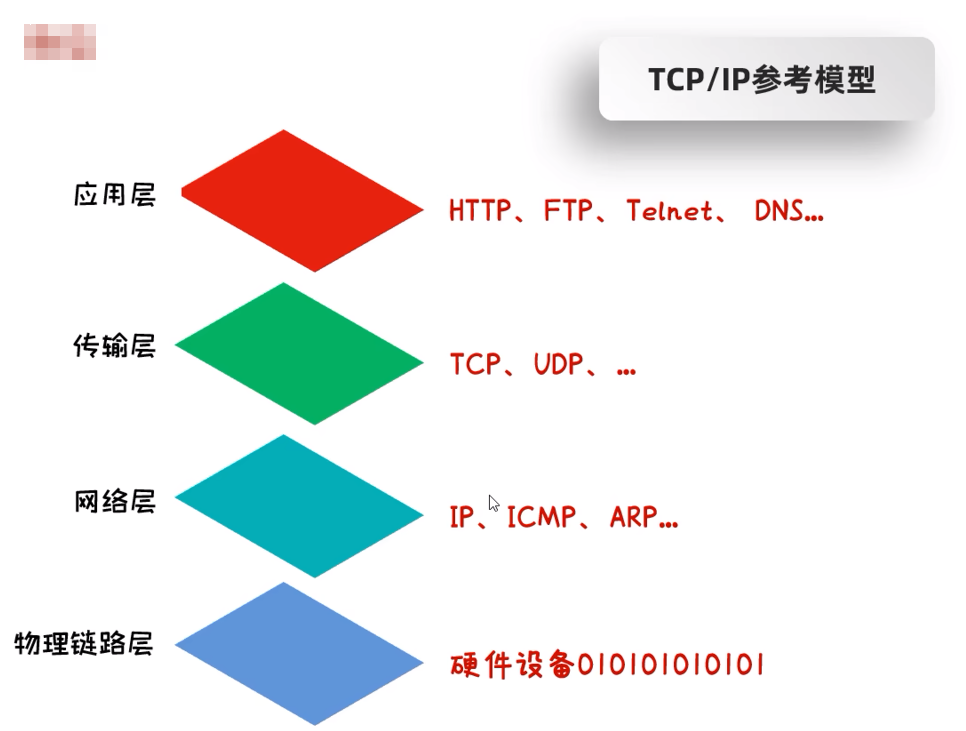 TCP/IP参考模型
应用层
HTTP、FTP、Telnet、 DNS...
传输层
TCP、UDP、...
网络层
IP、ICMP、ARP...
物理链路层
硬件设备010101010101